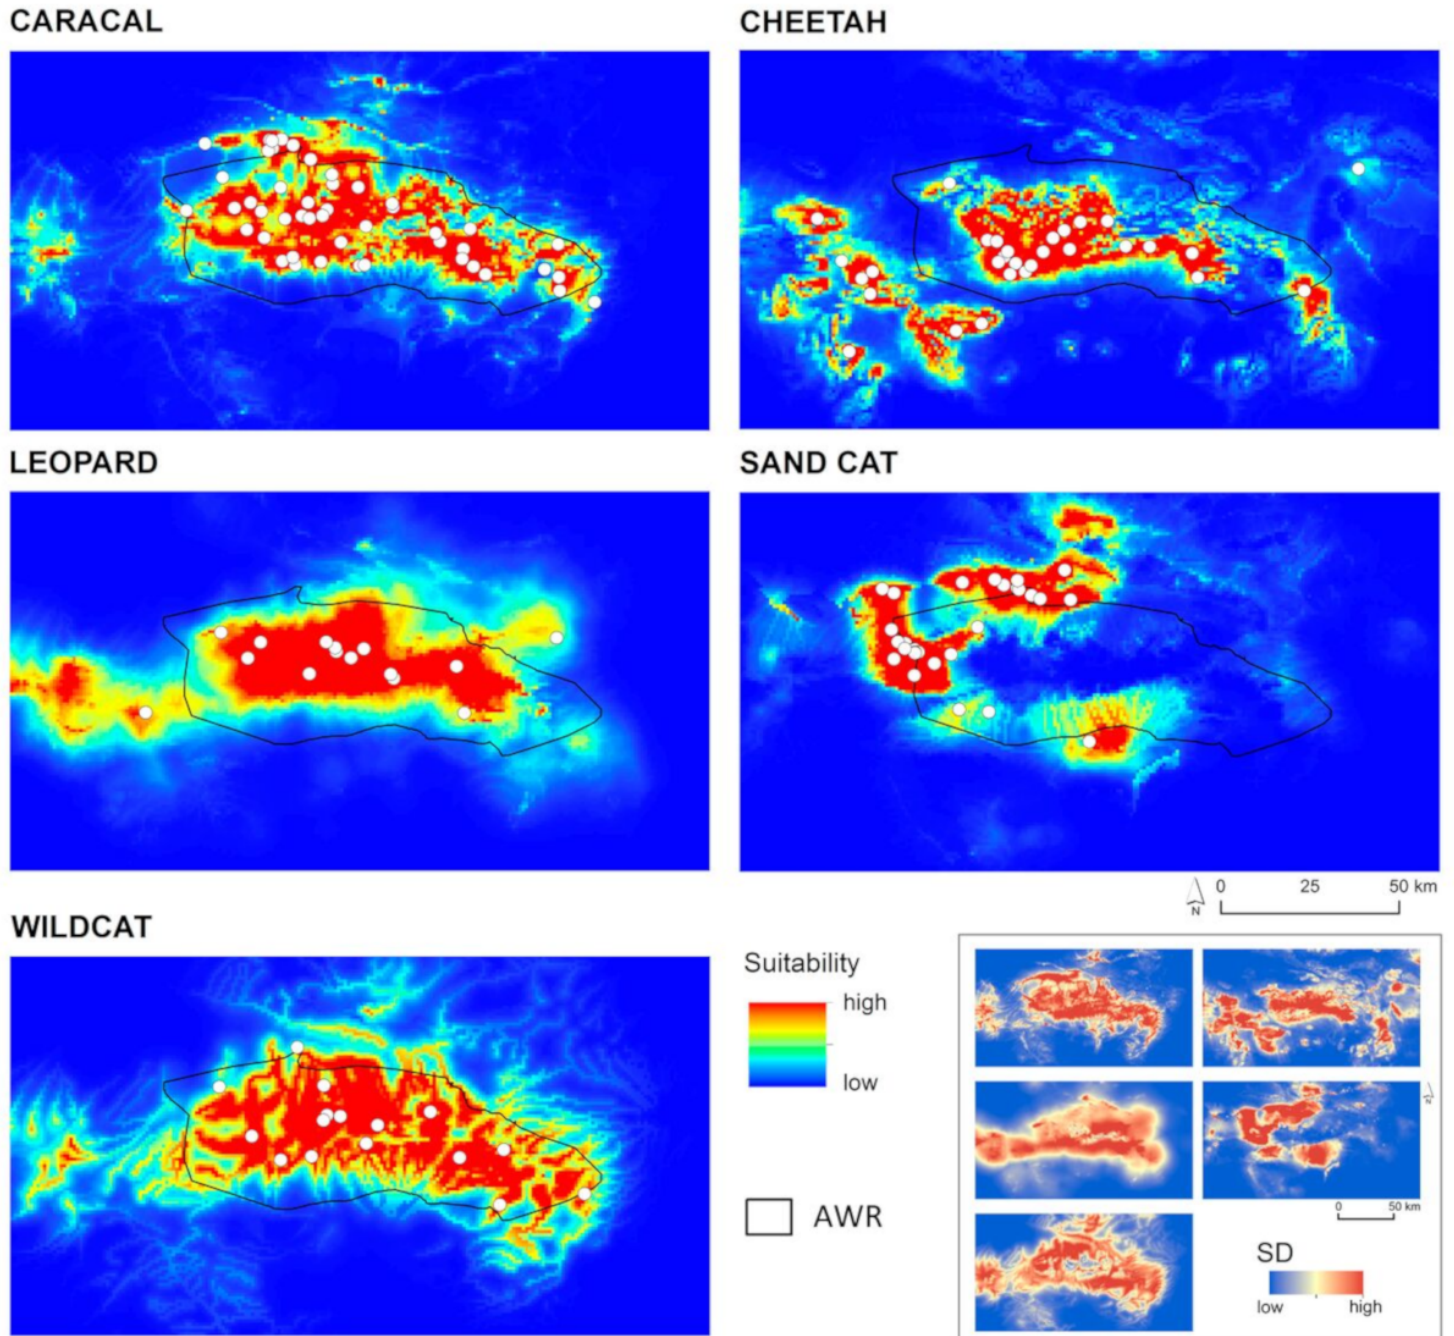 CARACAL
CHEETAH
LEOPARD
SAND CAT
N
0 25 50 km
WILDCAT
Suitability
high
low
AWR
N
0 50 km
SD
low high